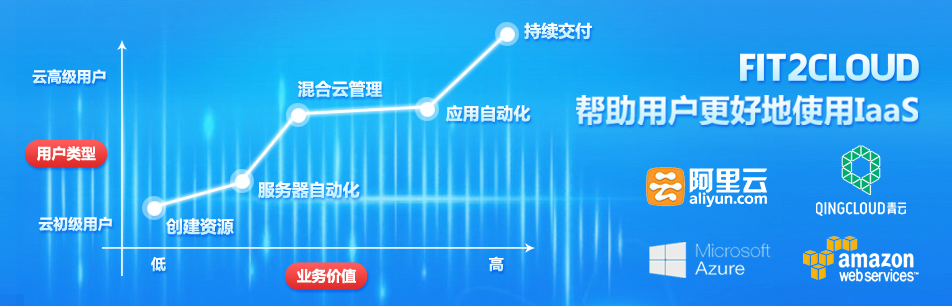 持续交付
云高级用户
混合云管理
应用自动化
用户类型
服务器自动化
云初级用户
创建资源
低
业务价值
高
FIT2CLOUD
帮助用户更好地使用IaaS
阿里云
aliyun.com
QINGCLOUD青云
Microsoft
Azure
amazon
web services™